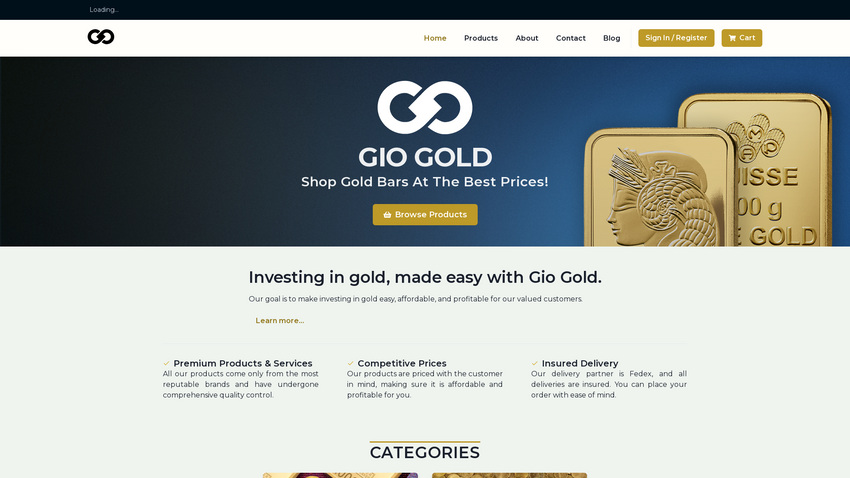 Loading...
Home
Products
About
Contact
Blog
Sign In / Register
Cart
GIO GOLD
Shop Gold Bars At The Best Prices!
Browse Products
UISSE
00 g
E GOLD
Investing in gold, made easy with Gio Gold.
Our goal is to make investing in gold easy, affordable, and profitable for our valued customers.
Learn more...
Premium Products & Services
All our products come only from the most
reputable brands and have undergone
comprehensive quality control.
Competitive Prices
Our products are priced with the customer
in mind, making sure it is affordable and
profitable for you.
Insured Delivery
Our delivery partner is Fedex, and all
deliveries are insured. You can place your
order with ease of mind.
CATEGORIES